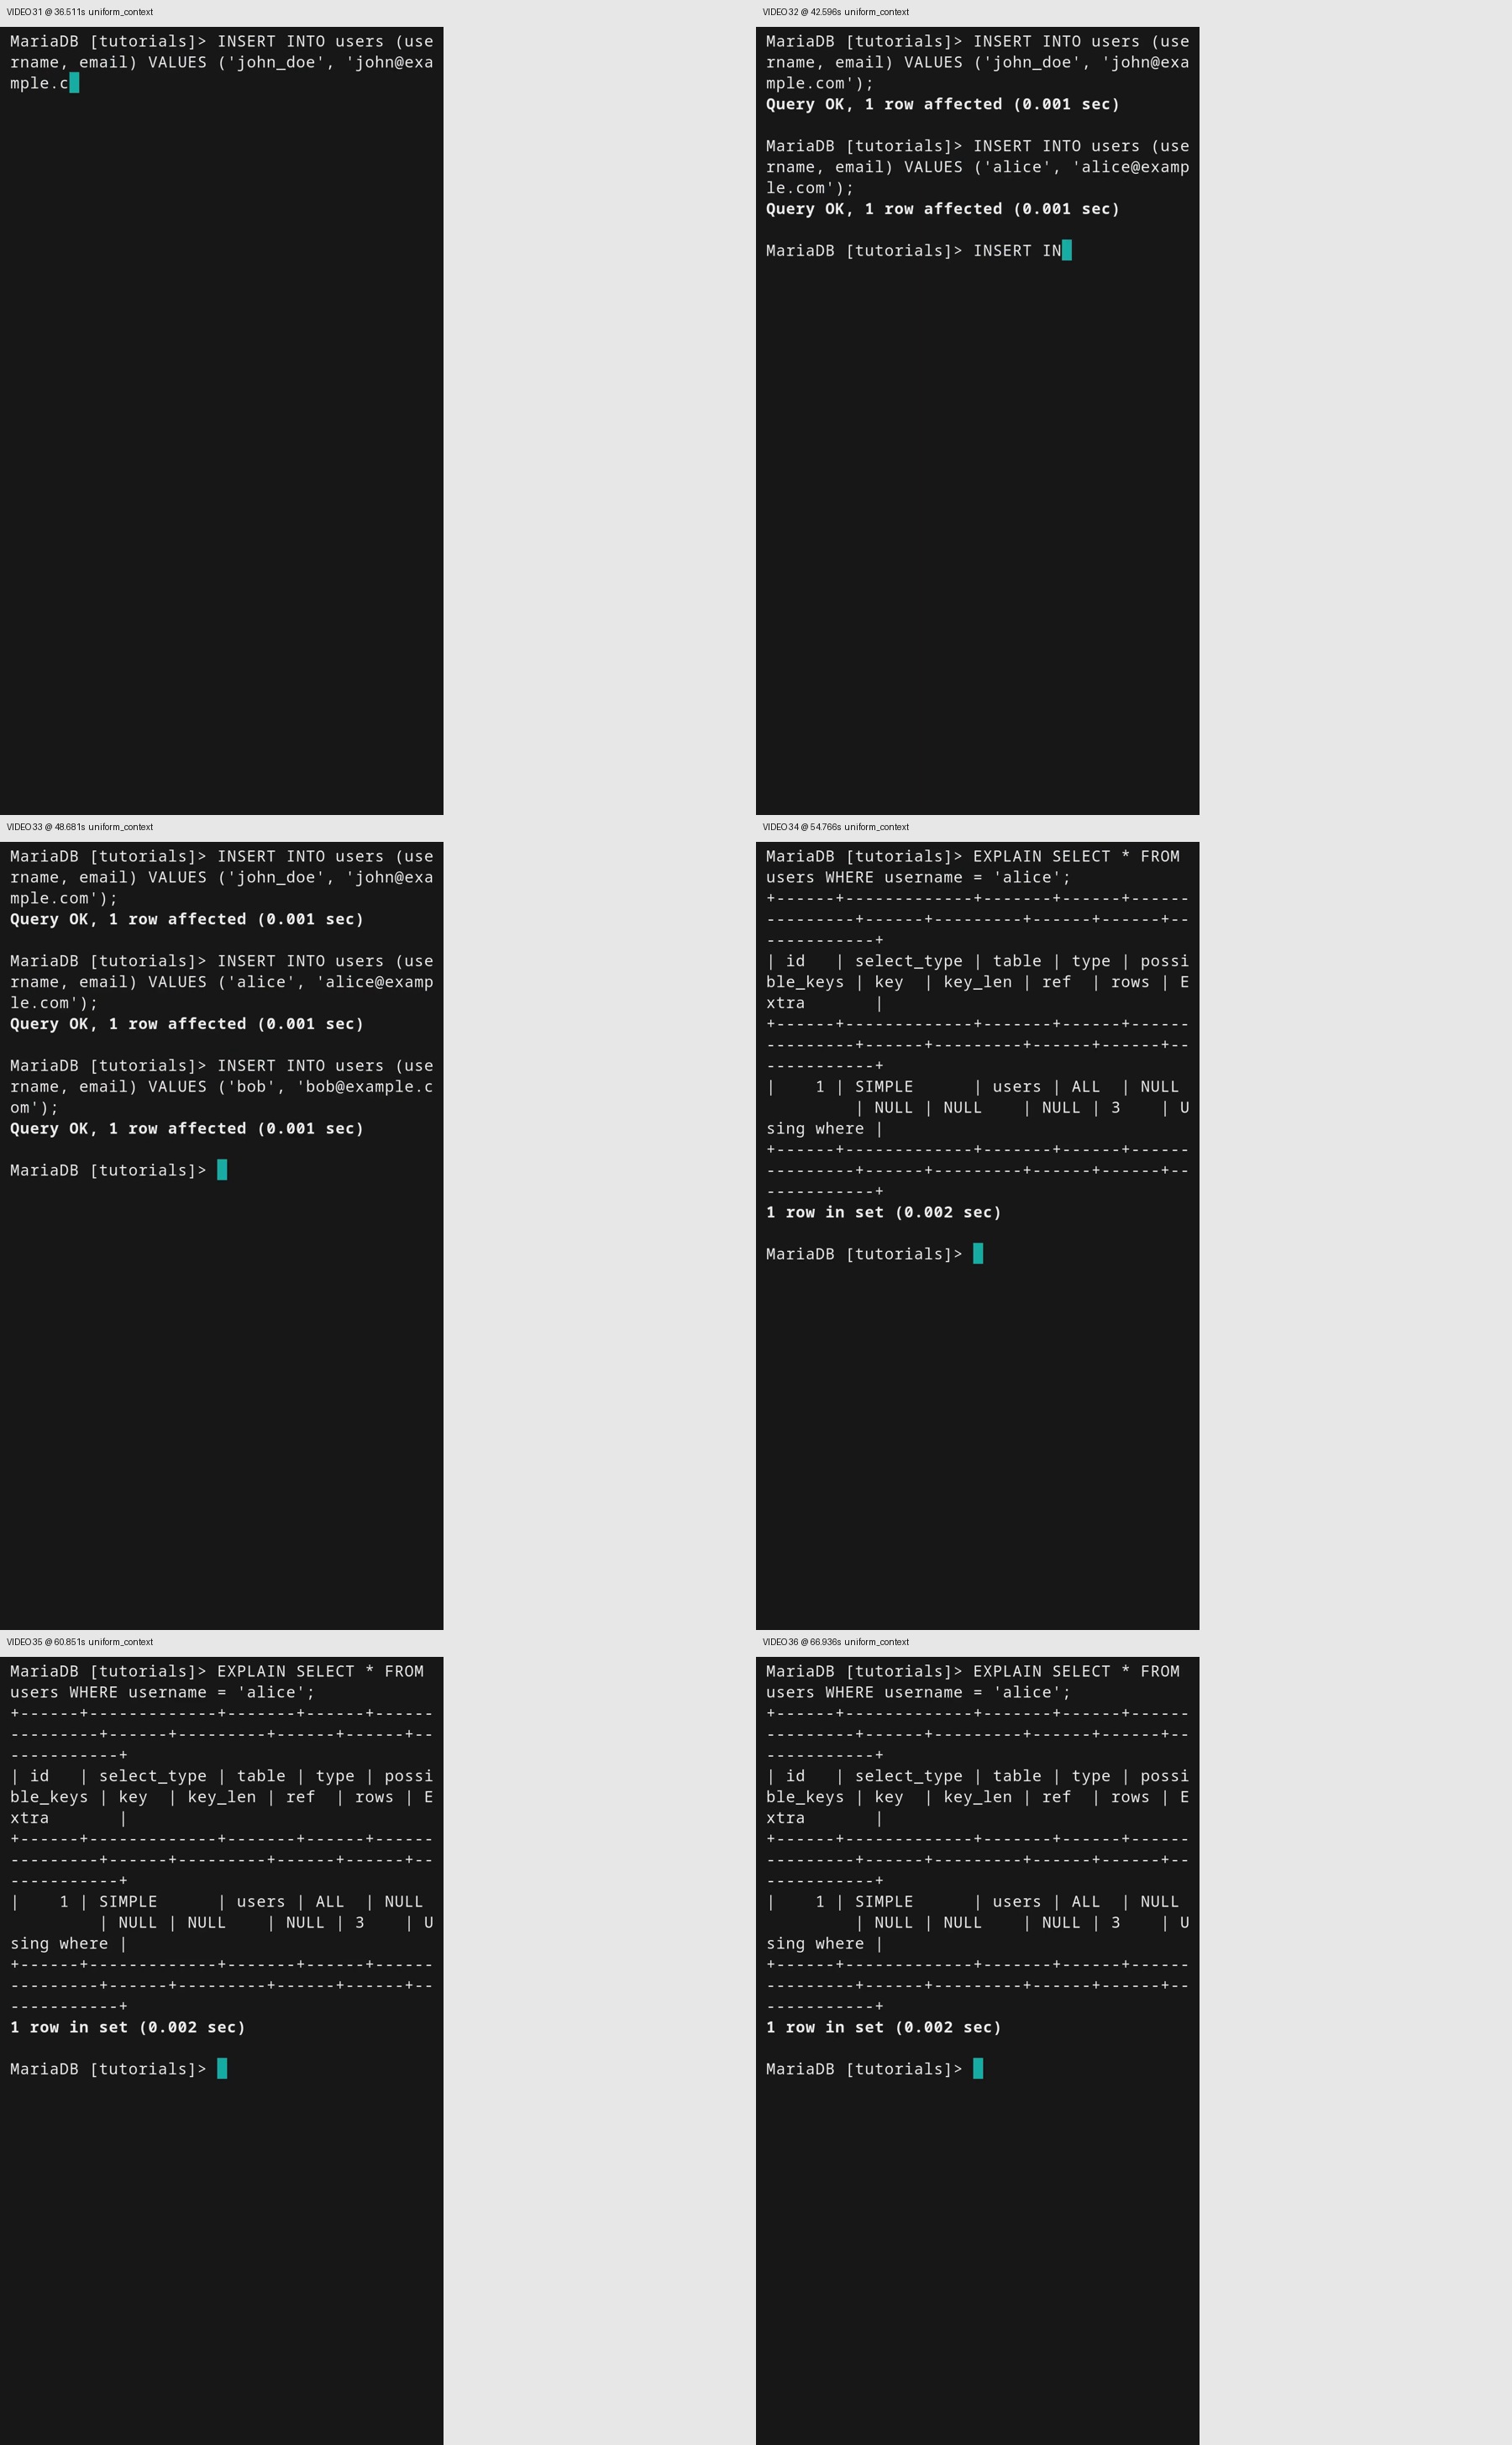 VIDEO 31 @ 36.511s uniform_context
MariaDB [tutorials]> INSERT INTO users (use
rname, email) VALUES ('john_doe', 'john@exa
mple.c
VIDEO 32 @ 42.596s uniform_context
MariaDB [tutorials]> INSERT INTO users (use
rname, email) VALUES ('john_doe', 'john@exa
mple.com');
Query OK, 1 row affected (0.001 sec)
MariaDB [tutorials]> INSERT INTO users (use
rname, email) VALUES ('alice', 'alice@examp
le.com');
Query OK, 1 row affected (0.001 sec)
MariaDB [tutorials]> INSERT IN
VIDEO 33 @ 48.681s uniform_context
MariaDB [tutorials]> INSERT INTO users (use
rname, email) VALUES ('john_doe', 'john@exa
mple.com');
Query OK, 1 row affected (0.001 sec)
MariaDB [tutorials]> INSERT INTO users (use
rname, email) VALUES ('alice', 'alice@examp
le.com');
Query OK, 1 row affected (0.001 sec)
MariaDB [tutorials]> INSERT INTO users (use
rname, email) VALUES ('bob', 'bob@example.c
om');
Query OK, 1 row affected (0.001 sec)
MariaDB [tutorials]>
VIDEO 34 @ 54.766s uniform_context
MariaDB [tutorials]> EXPLAIN SELECT * FROM
users WHERE username = 'alice';
+------+-------------+-------+------+------
---------+------+---------+------+------+--
-----------+
| id   | select_type | table | type | possi
ble_keys | key  | key_len | ref  | rows | E
xtra       |
+------+-------------+-------+------+------
---------+------+---------+------+------+--
-----------+
|    1 | SIMPLE      | users | ALL  | NULL
         | NULL | NULL    | NULL | 3    | U
sing where |
+------+-------------+-------+------+------
---------+------+---------+------+------+--
-----------+
1 row in set (0.002 sec)
MariaDB [tutorials]>
VIDEO 35 @ 60.851s uniform_context
MariaDB [tutorials]> EXPLAIN SELECT * FROM
users WHERE username = 'alice';
+------+-------------+-------+------+------
---------+------+---------+------+------+--
-----------+
| id   | select_type | table | type | possi
ble_keys | key  | key_len | ref  | rows | E
xtra       |
+------+-------------+-------+------+------
---------+------+---------+------+------+--
-----------+
|    1 | SIMPLE      | users | ALL  | NULL
         | NULL | NULL    | NULL | 3    | U
sing where |
+------+-------------+-------+------+------
---------+------+---------+------+------+--
-----------+
1 row in set (0.002 sec)
MariaDB [tutorials]>
VIDEO 36 @ 66.936s uniform_context
MariaDB [tutorials]> EXPLAIN SELECT * FROM
users WHERE username = 'alice';
+------+-------------+-------+------+------
---------+------+---------+------+------+--
-----------+
| id   | select_type | table | type | possi
ble_keys | key  | key_len | ref  | rows | E
xtra       |
+------+-------------+-------+------+------
---------+------+---------+------+------+--
-----------+
|    1 | SIMPLE      | users | ALL  | NULL
         | NULL | NULL    | NULL | 3    | U
sing where |
+------+-------------+-------+------+------
---------+------+---------+------+------+--
-----------+
1 row in set (0.002 sec)
MariaDB [tutorials]>